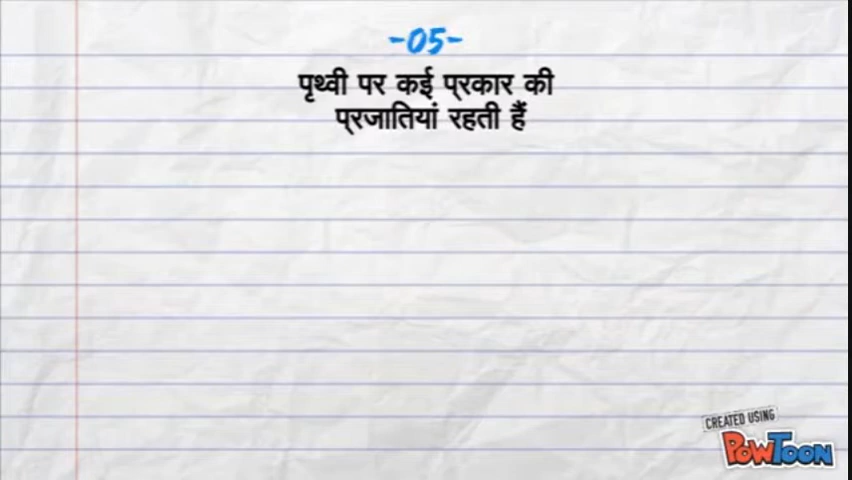 -05-
पृथ्वी पर कई प्रकार की
प्रजातियां रहती हैं
CREATED USING
POWTOON